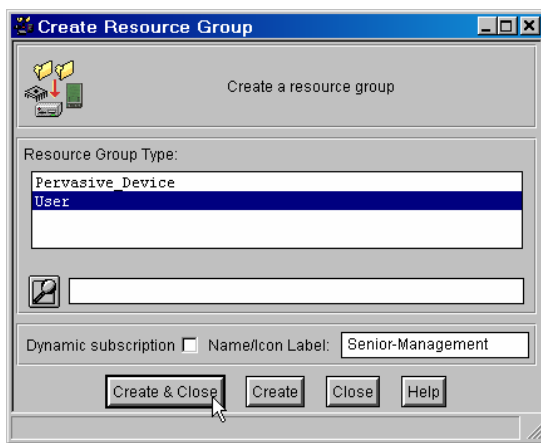 Create Resource Group
Create a resource group
Resource Group Type:
Pervasive_Device
User
Dynamic subscription Name/Icon Label: Senior-Management
Create & Close Create Close Help